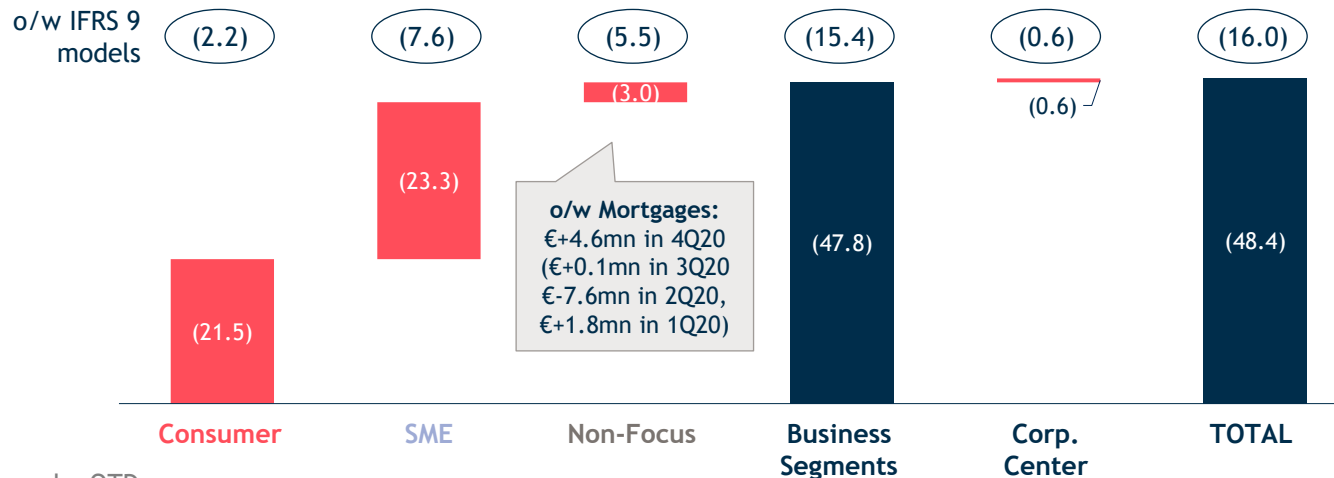 o/w IFRS 9
models
(2.2)
(7.6)
(5.5)
(15.4)
(0.6)
(16.0)
(3.0)
(0.6)
(23.3)
o/w Mortgages:
€+4.6mn in 4Q20
(€+0.1mn in 3Q20
€-7.6mn in 2Q20,
€+1.8mn in 1Q20)
(47.8)
(48.4)
(21.5)
Consumer
SME
Non-Focus
Business
Segments
Corp.
Center
TOTAL